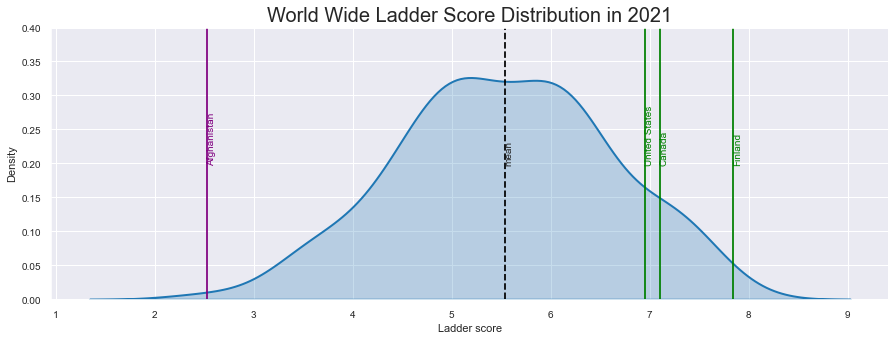 World Wide Ladder Score Distribution in 2021
0.40
0.35
0.30
0.25
0.20
0.15
0.10
0.05
0.00
Density
Afghanistan
mean
United States
Canada
Finland
1 2 3 4 5 6 7 8 9
Ladder score